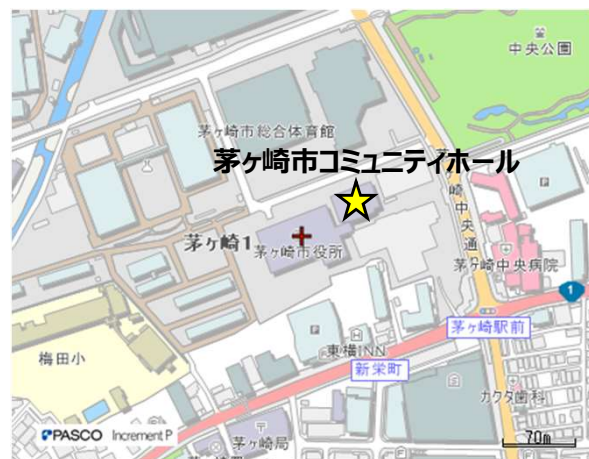 中央公園
茅ヶ崎市総合体育館
茅ヶ崎市コミュニティホール
茅ヶ崎中央通
P
茅ヶ崎1
茅ヶ崎市役所
茅ヶ崎中央病院
1
P
H
茅ヶ崎駅前
東横INN
梅田小
新栄町
カクタ歯科
PASCO Increment P
茅ヶ崎局
70m